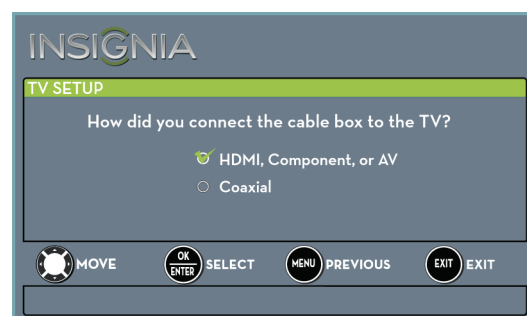 INSIGNIA
TV SETUP
How did you connect the cable box to the TV?
HDMI, Component, or AV
Coaxial
MOVE OK ENTER SELECT MENU PREVIOUS EXIT EXIT